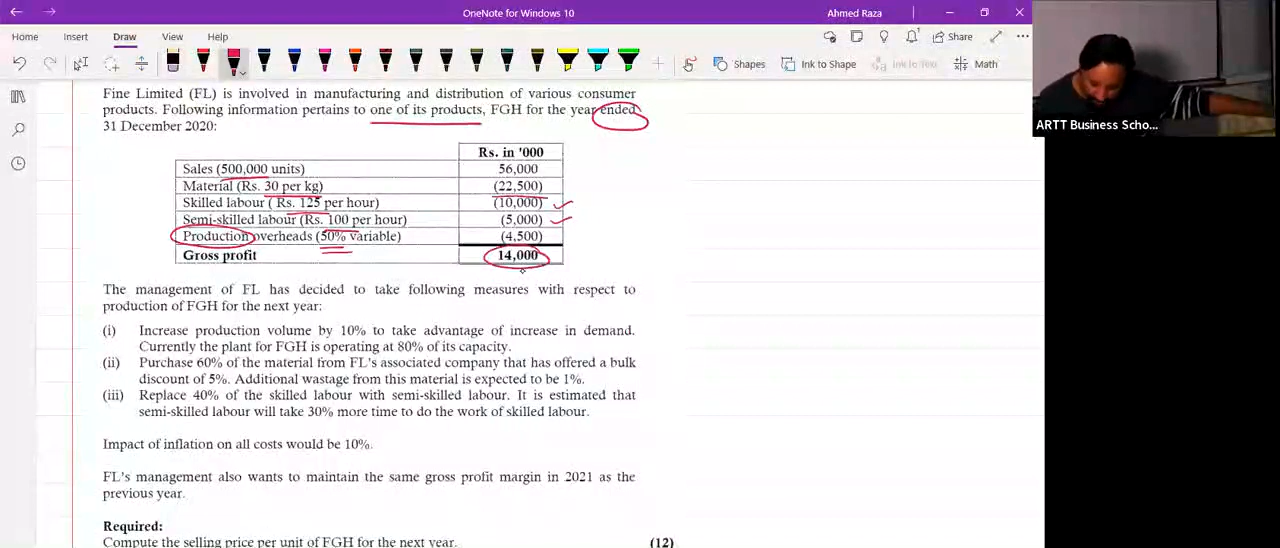 OneNote for Windows 10
Ahmed Raza
Home Insert Draw View Help
Share
Shapes
Ink to Shape
Ink to Text
Math
ARTT Business Scho...
Fine Limited (FL) is involved in manufacturing and distribution of various consumer
products. Following information pertains to one of its products, FGH for the year ended
31 December 2020:
Rs. in '000
Sales (500,000 units) 56,000
Material (Rs. 30 per kg) (22,500)
Skilled labour ( Rs. 125 per hour) (10,000)
Semi-skilled labour (Rs. 100 per hour) (5,000)
Production overheads (50% variable) (4,500)
Gross profit 14,000
The management of FL has decided to take following measures with respect to
production of FGH for the next year:
(i) Increase production volume by 10% to take advantage of increase in demand.
Currently the plant for FGH is operating at 80% of its capacity.
(ii) Purchase 60% of the material from FL's associated company that has offered a bulk
discount of 5%. Additional wastage from this material is expected to be 1%.
(iii) Replace 40% of the skilled labour with semi-skilled labour. It is estimated that
semi-skilled labour will take 30% more time to do the work of skilled labour.
Impact of inflation on all costs would be 10%.
FL's management also wants to maintain the same gross profit margin in 2021 as the
previous year.
Required:
Compute the selling price per unit of FGH for the next year. (12)